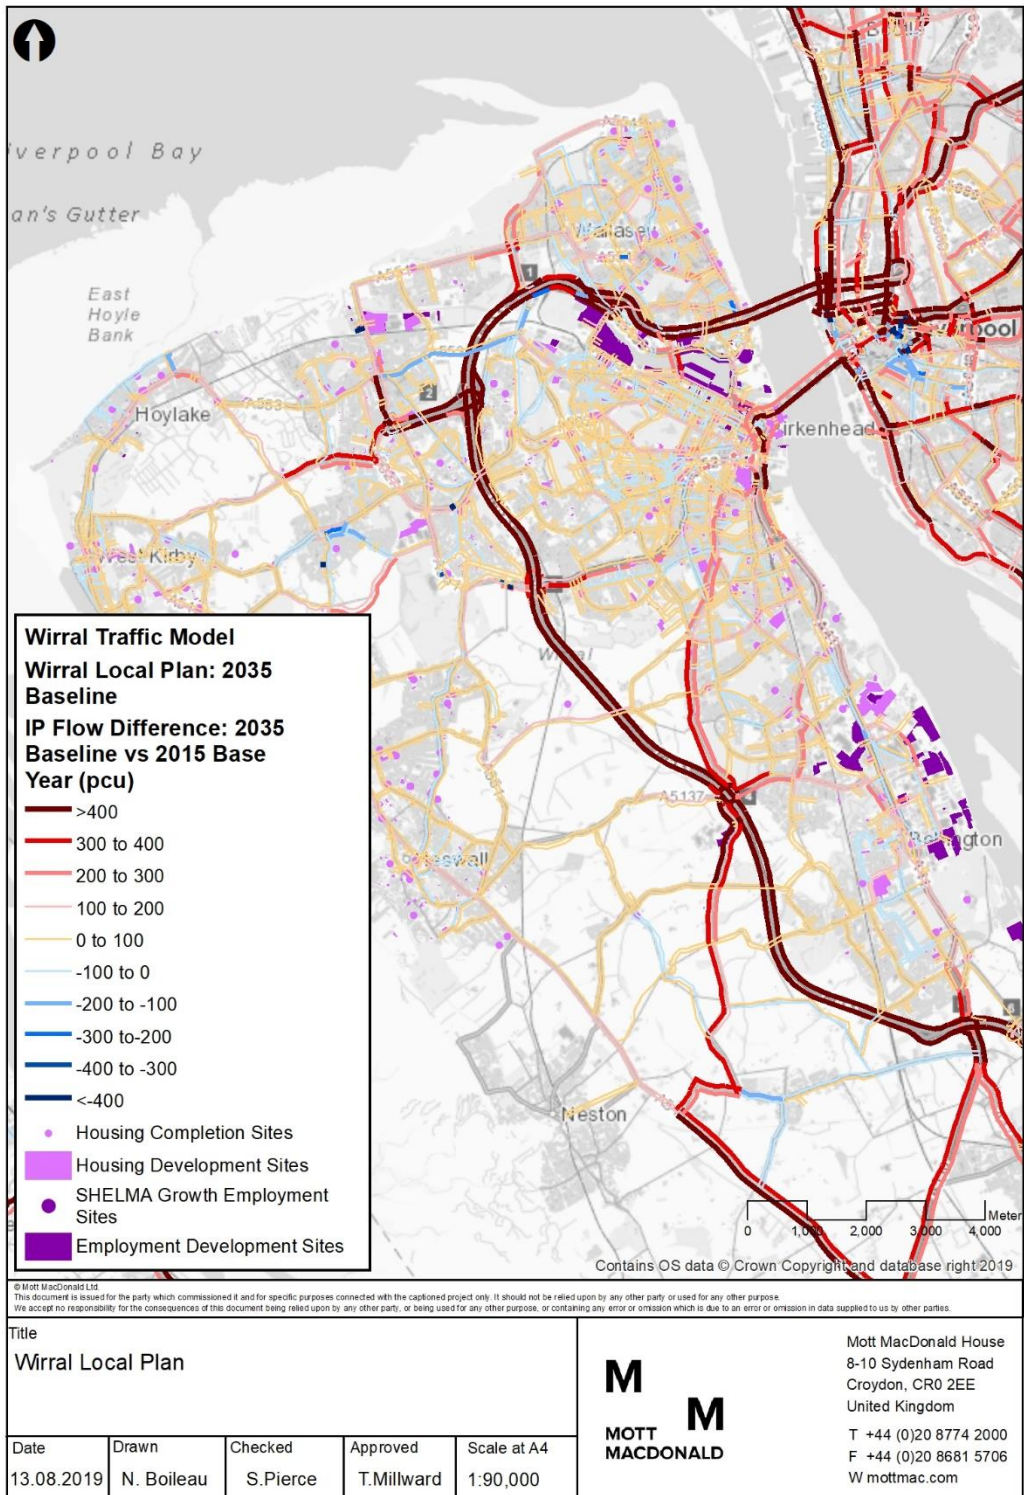 verpool Bay
an's Gutter
East
Hoyle
Bank
Wallasey
1
2
Hoylake
irkenhead
West Kirby
A553
A5137
Neston
Wirral Traffic Model
Wirral Local Plan: 2035
Baseline
IP Flow Difference: 2035
Baseline vs 2015 Base
Year (pcu)
>400
300 to 400
200 to 300
100 to 200
0 to 100
-100 to 0
-200 to -100
-300 to-200
-400 to -300
<-400
Housing Completion Sites
Housing Development Sites
SHELMA Growth Employment
Sites
Employment Development Sites
0 1,000 2,000 3,000 4,000 Meter
Contains OS data © Crown Copyright and database right 2019
© Mott MacDonald Ltd.
This document is issued for the party which commissioned it and for specific purposes connected with the captioned project only. It should not be relied upon by any other party or used for any other purpose.
We accept no responsibility for the consequences of this document being relied upon by any other party, or being used for any other purpose, or containing any error or omission which is due to an error or omission in data supplied to us by other parties.
Title
Wirral Local Plan
Date Drawn Checked Approved Scale at A4
13.08.2019 N. Boileau S.Pierce T.Millward 1:90,000
M
M
MOTT
MACDONALD
Mott MacDonald House
8-10 Sydenham Road
Croydon, CR0 2EE
United Kingdom
T +44 (0)20 8774 2000
F +44 (0)20 8681 5706
W mottmac.com